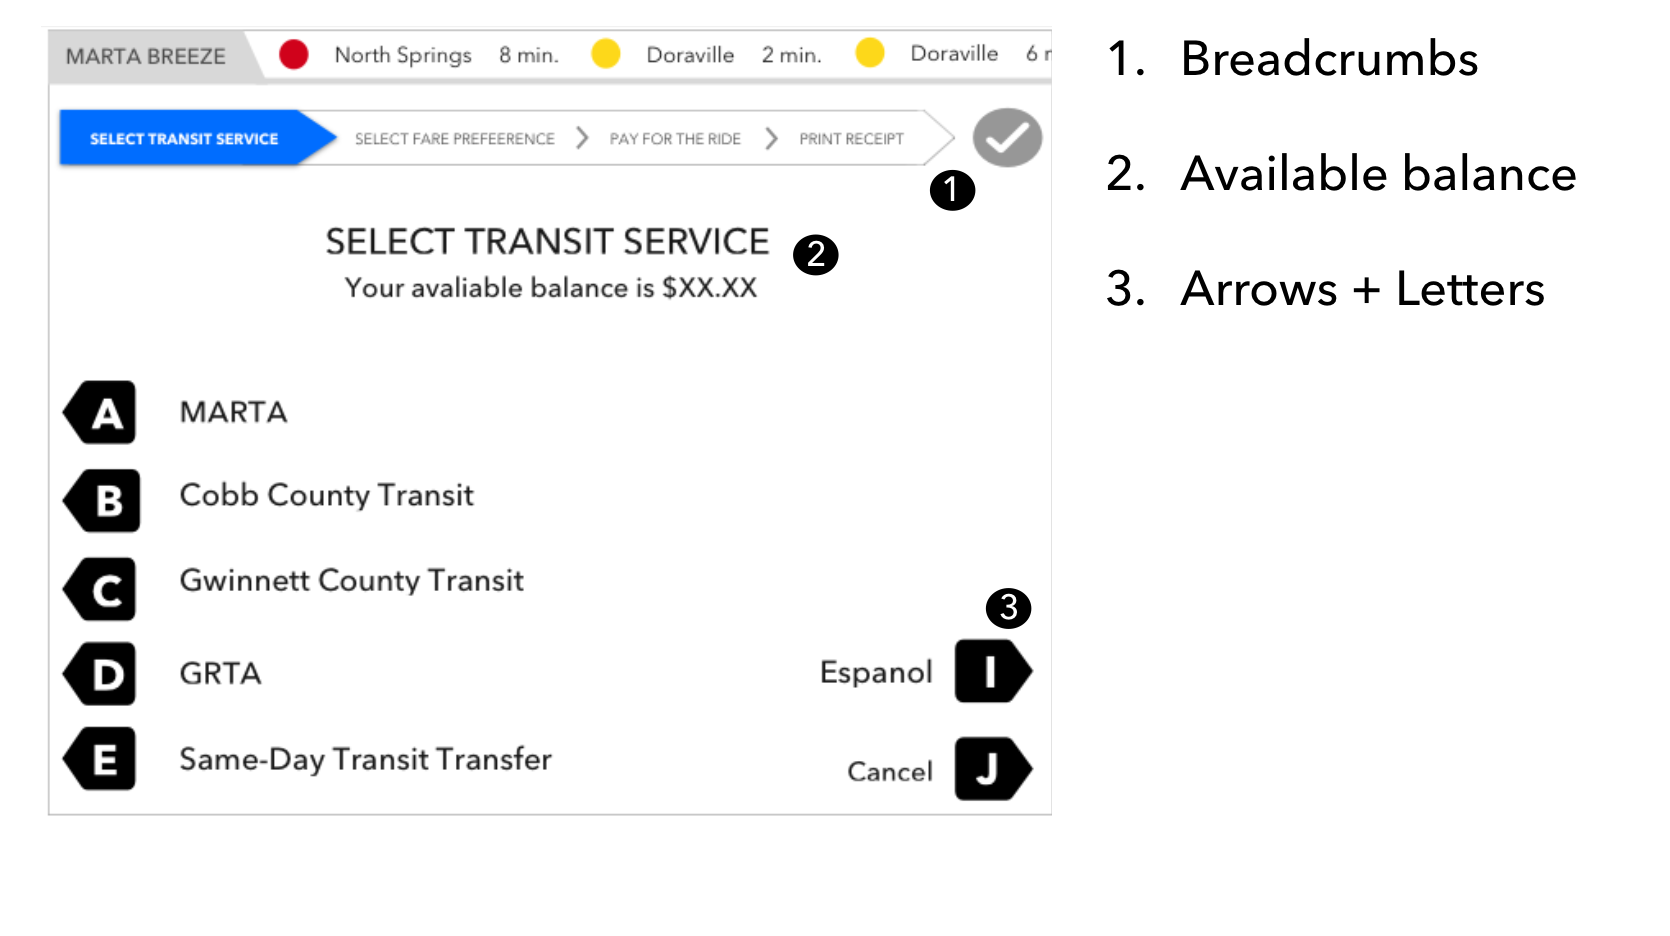 MARTA BREEZE North Springs 8 min. Doraville 2 min. Doraville 6 r
SELECT TRANSIT SERVICE SELECT FARE PREFEERENCE PAY FOR THE RIDE PRINT RECEIPT
1
SELECT TRANSIT SERVICE 2
Your avaliable balance is $XX.XX
A MARTA
B Cobb County Transit
C Gwinnett County Transit
3
D GRTA
Espanol I
E Same-Day Transit Transfer
Cancel J
1. Breadcrumbs
2. Available balance
3. Arrows + Letters